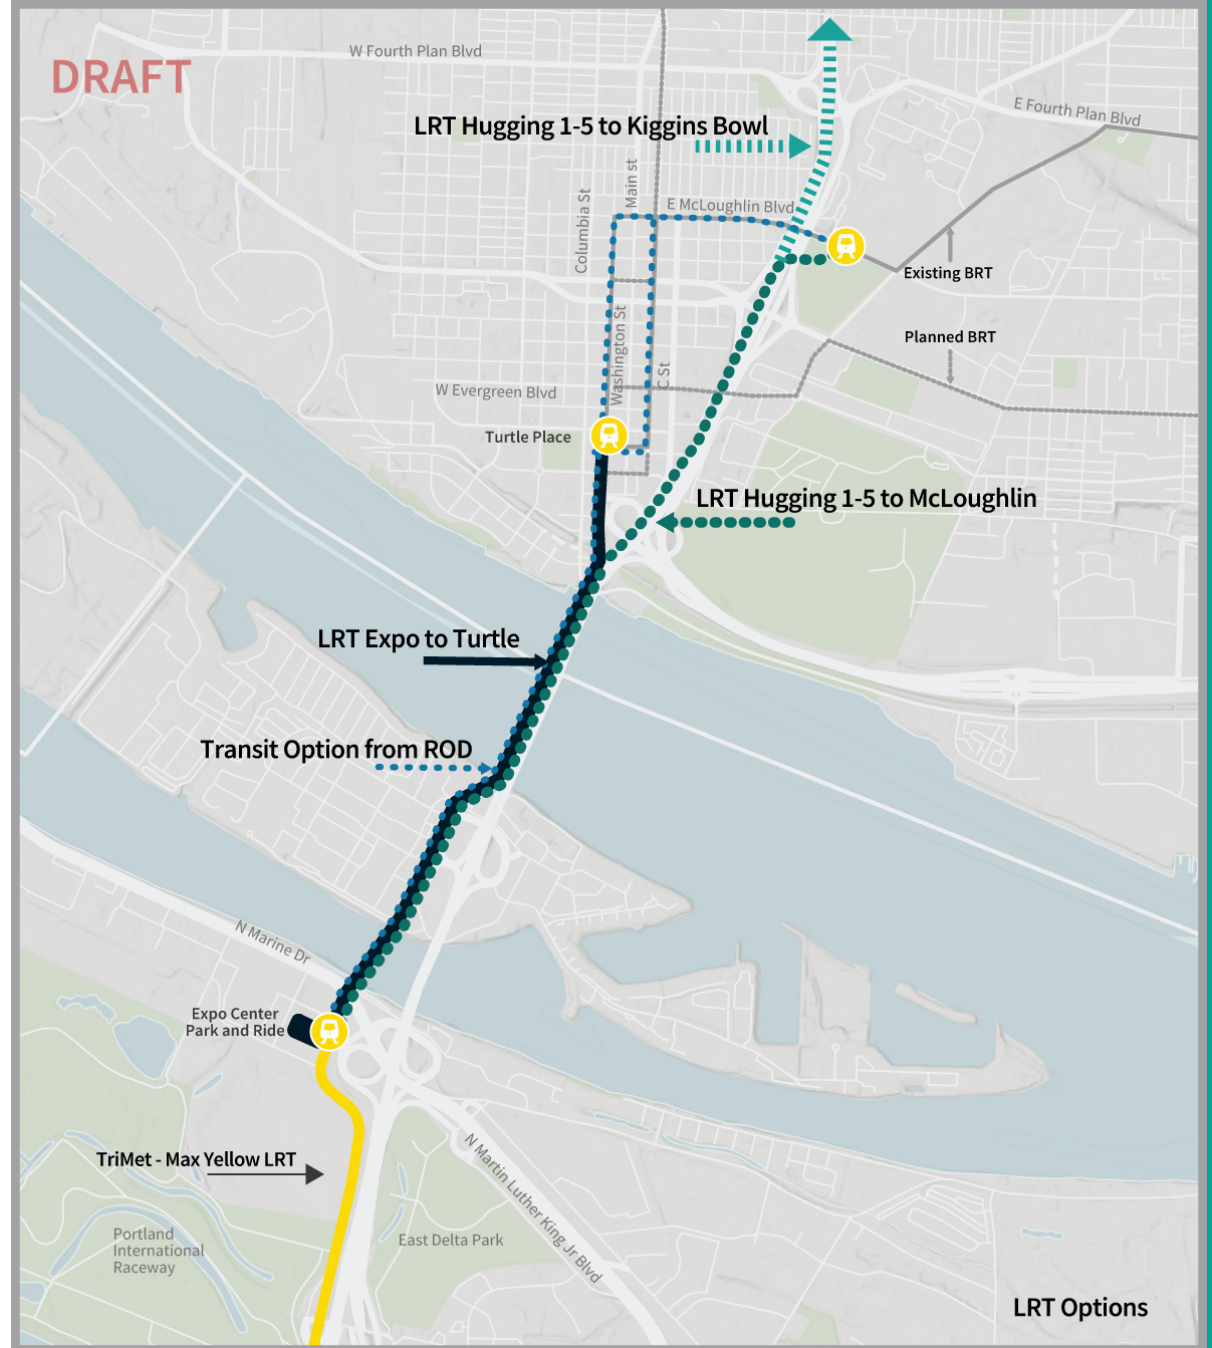 W Fourth Plan Blvd
DRAFT
E Fourth Plan Blvd
LRT Hugging 1-5 to Kiggins Bowl
Main st
Columbia St
E McLoughlin Blvd
Existing BRT
Washington St
Planned BRT
C St
W Evergreen Blvd
Turtle Place
LRT Hugging 1-5 to McLoughlin
LRT Expo to Turtle
Transit Option from ROD
N Marine Dr
Expo Center
Park and Ride
TriMet - Max Yellow LRT
N Martin Luther King Jr Blvd
Portland
International
Raceway
East Delta Park
LRT Options